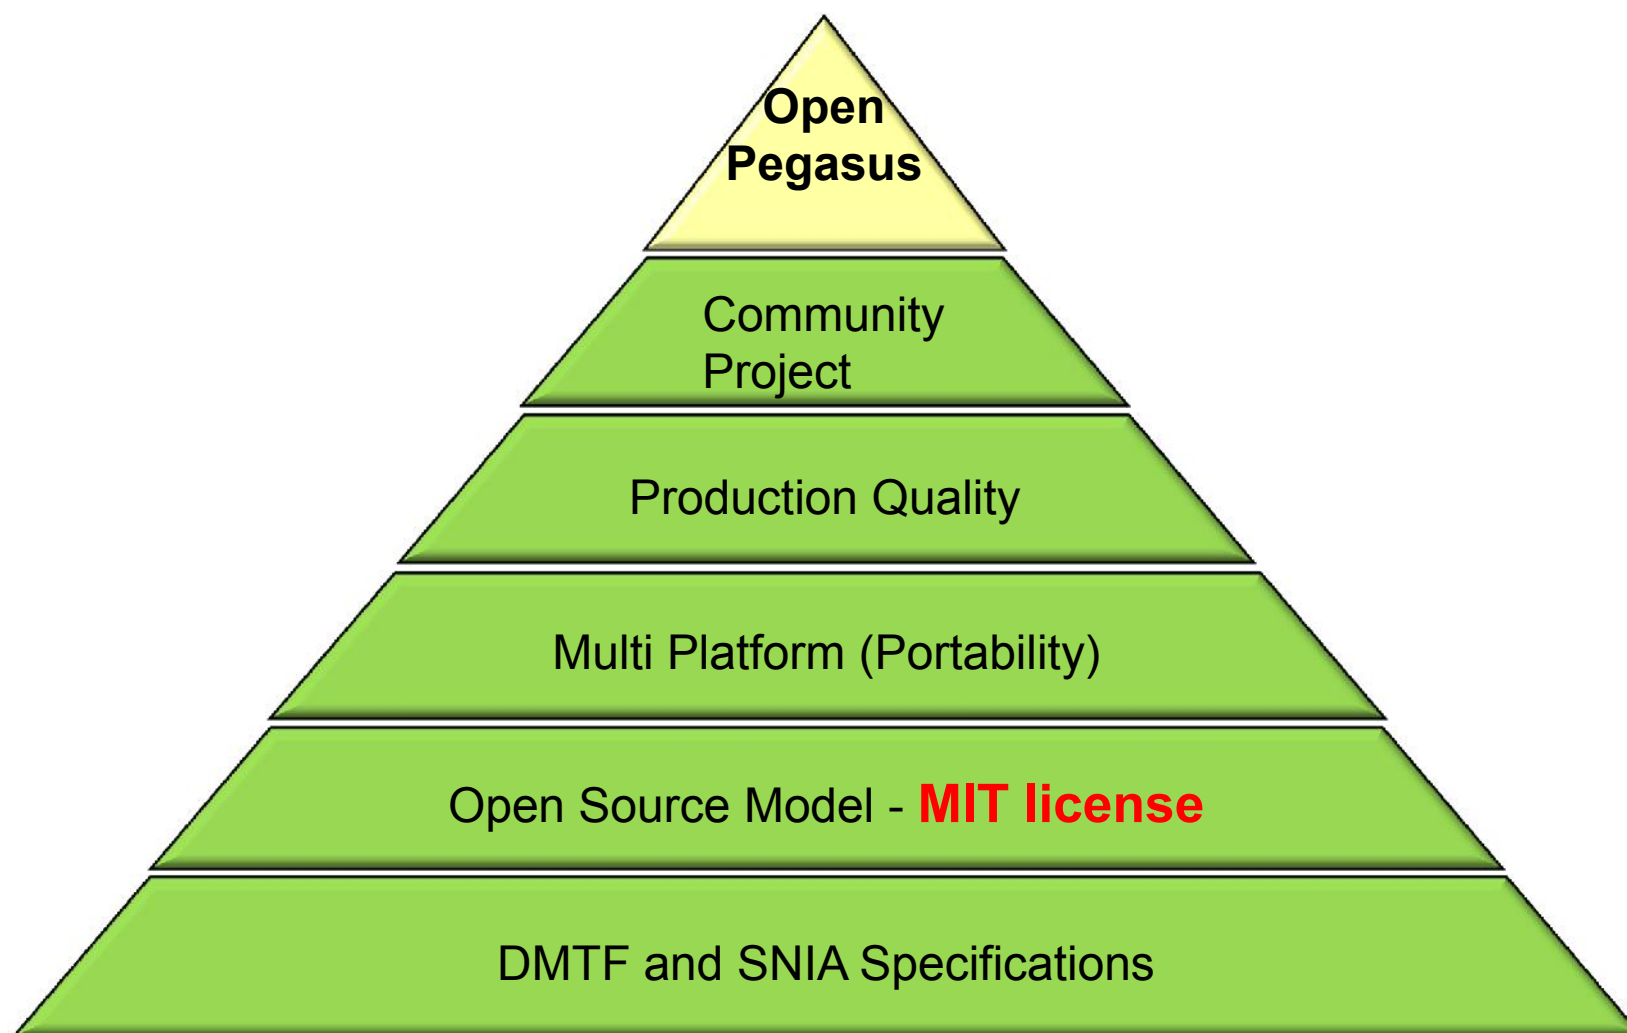 Open
Pegasus
Community
Project
Production Quality
Multi Platform (Portability)
Open Source Model - MIT license
DMTF and SNIA Specifications